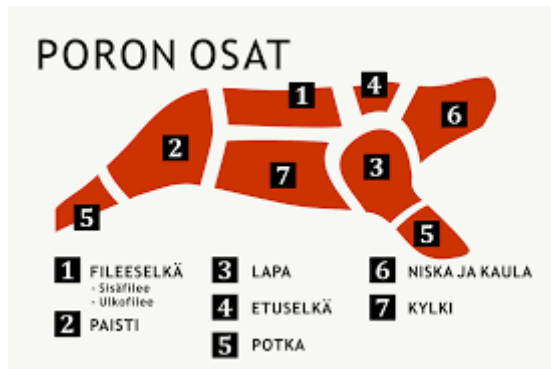 PORON OSAT
1
4
6
2
7
3
5
5
1 FILEESELKÄ
- Sisäfilee
- Ulkofilee
2 PAISTI
3 LAPA
4 ETUSELKÄ
5 POTKA
6 NISKA JA KAULA
7 KYLKI